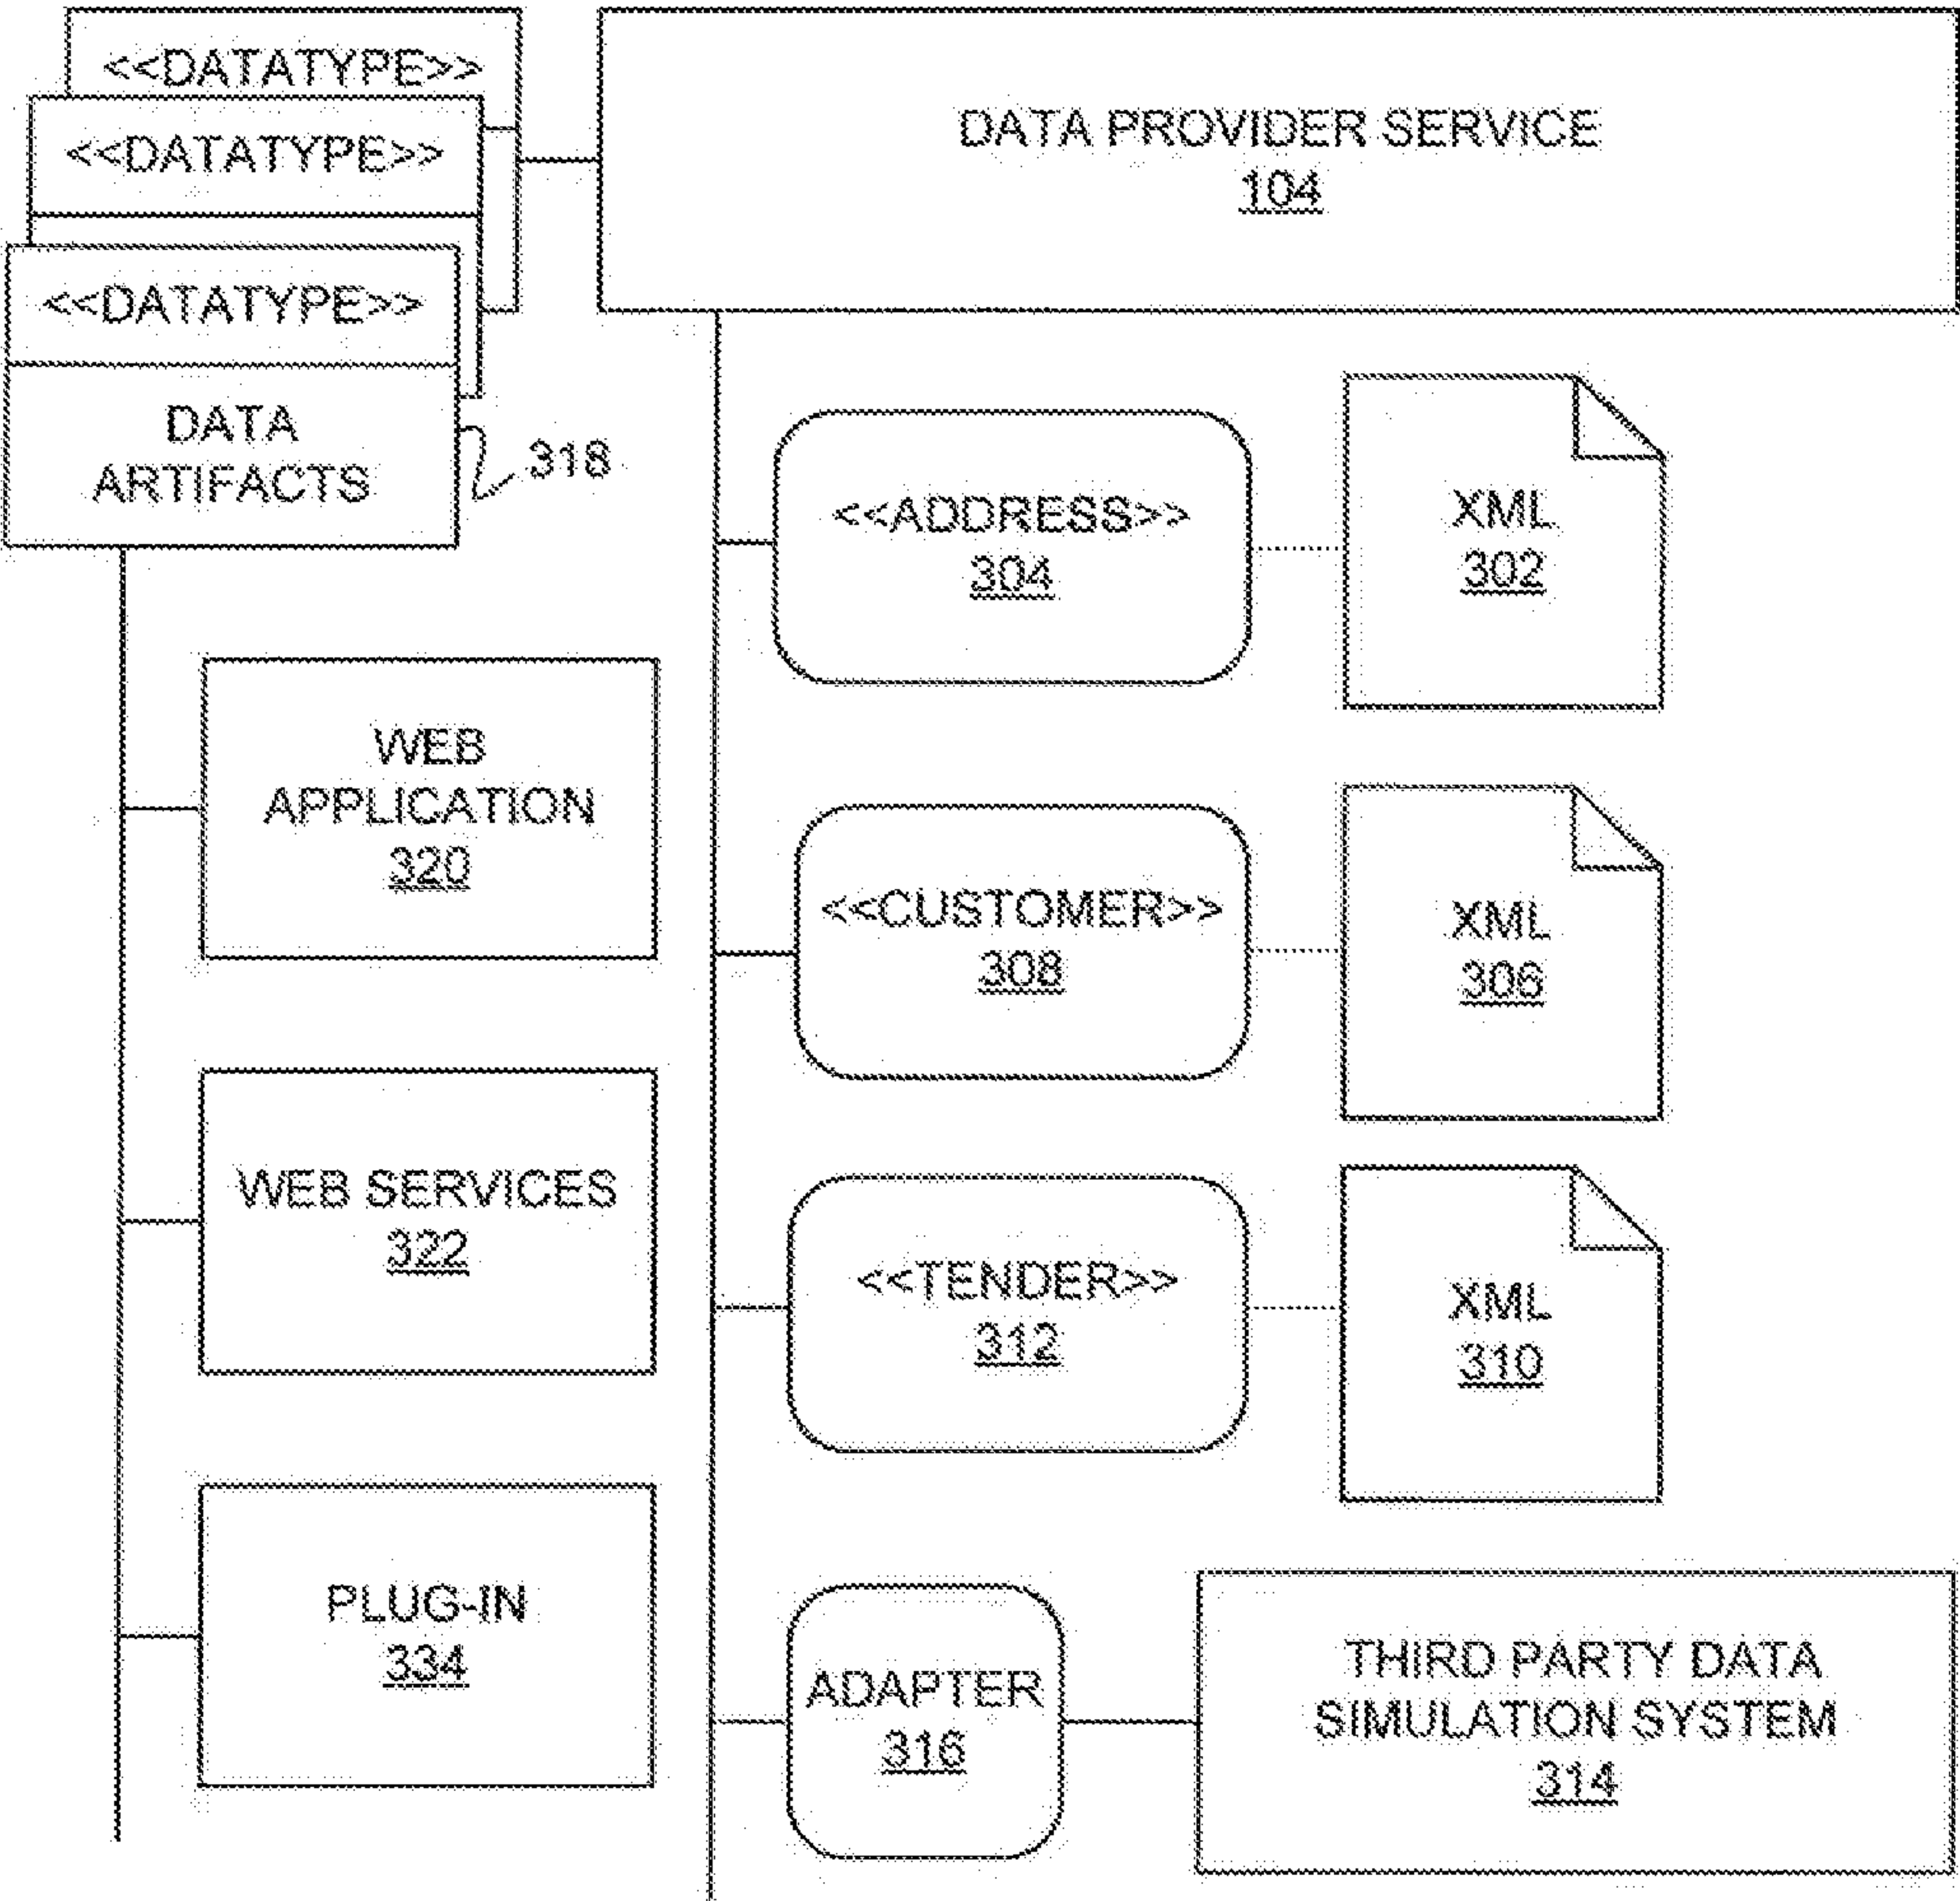 <<DATATYPE>>
<<DATATYPE>>
<<DATATYPE>>
DATA
ARTIFACTS
318
DATA PROVIDER SERVICE
104
<<ADDRESS>>
304
XML
302
WEB
APPLICATION
320
<<CUSTOMER>>
308
XML
306
WEB SERVICES
322
<<TENDER>>
312
XML
310
PLUG-IN
334
ADAPTER
316
THIRD PARTY DATA
SIMULATION SYSTEM
314